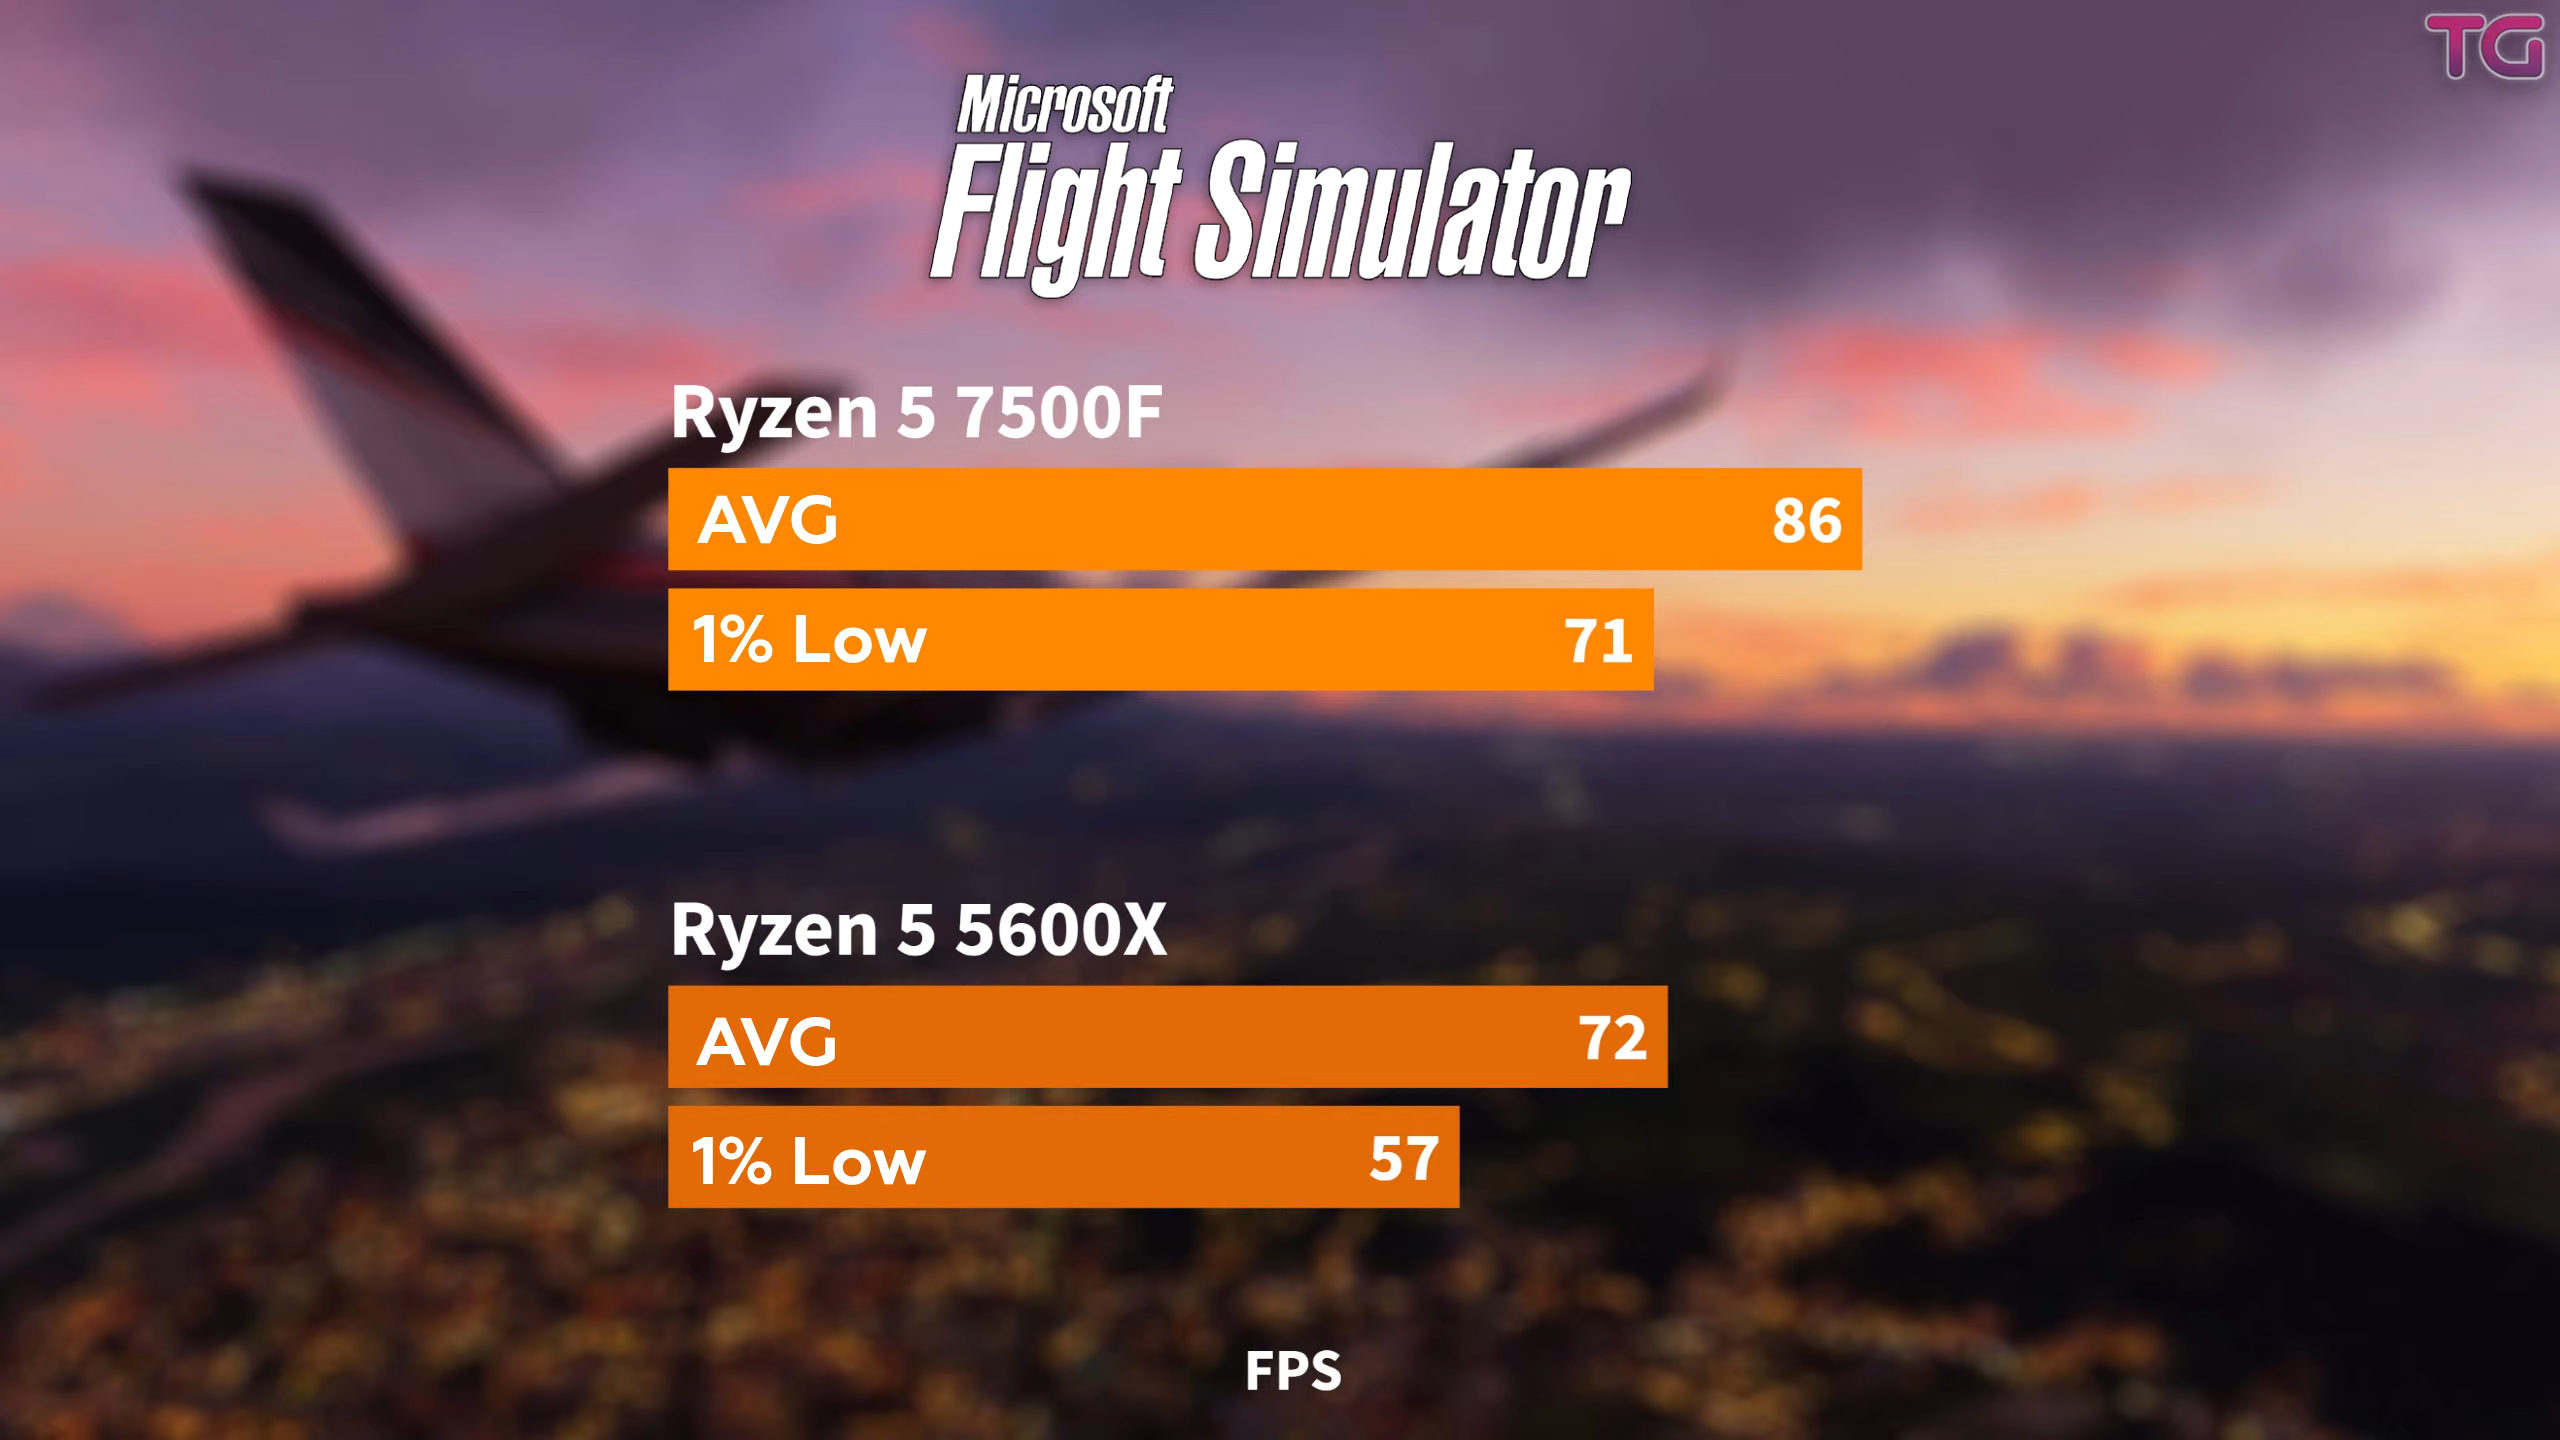 TG
Microsoft
Flight Simulator
Ryzen 5 7500F
AVG 86
1% Low 71
Ryzen 5 5600X
AVG 72
1% Low 57
FPS